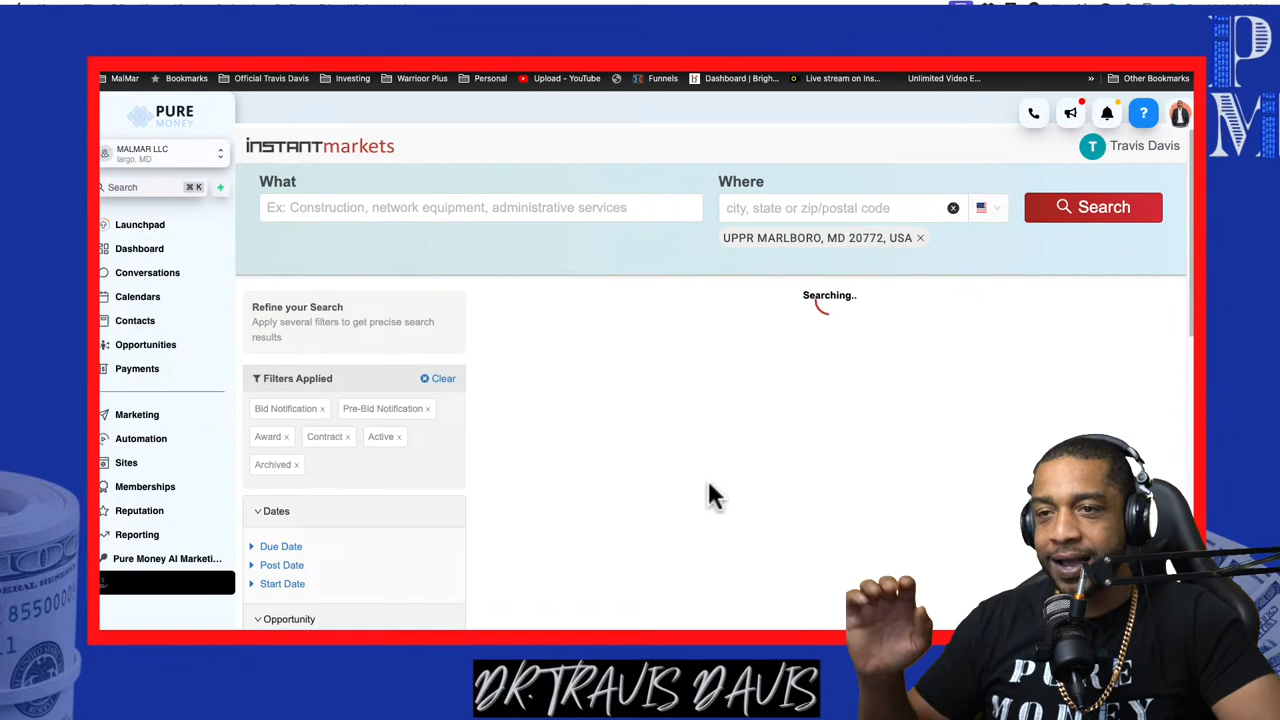 MalMar
Bookmarks
Official Travis Davis
Investing
Warrioor Plus
Personal
Upload - YouTube
Funnels
Dashboard | Brigh...
Live stream on Ins...
Unlimited Video E...
»
Other Bookmarks
PURE
MONEY
MALMAR LLC
largo, MD
Search
⌘ K
Launchpad
Dashboard
Conversations
Calendars
Contacts
Opportunities
Payments
Marketing
Automation
Sites
Memberships
Reputation
Reporting
Pure Money AI Marketi...
INSTANTmarkets
?
T Travis Davis
What
Ex: Construction, network equipment, administrative services
Where
city, state or zip/postal code
Search
UPPR MARLBORO, MD 20772, USA ×
Searching..
Refine your Search
Apply several filters to get precise search
results
Filters Applied
Clear
Bid Notification ×
Pre-Bid Notification ×
Award ×
Contract ×
Active ×
Archived ×
Dates
Due Date
Post Date
Start Date
Opportunity
PM
DR. TRAVIS DAVIS
PURE
MONEY